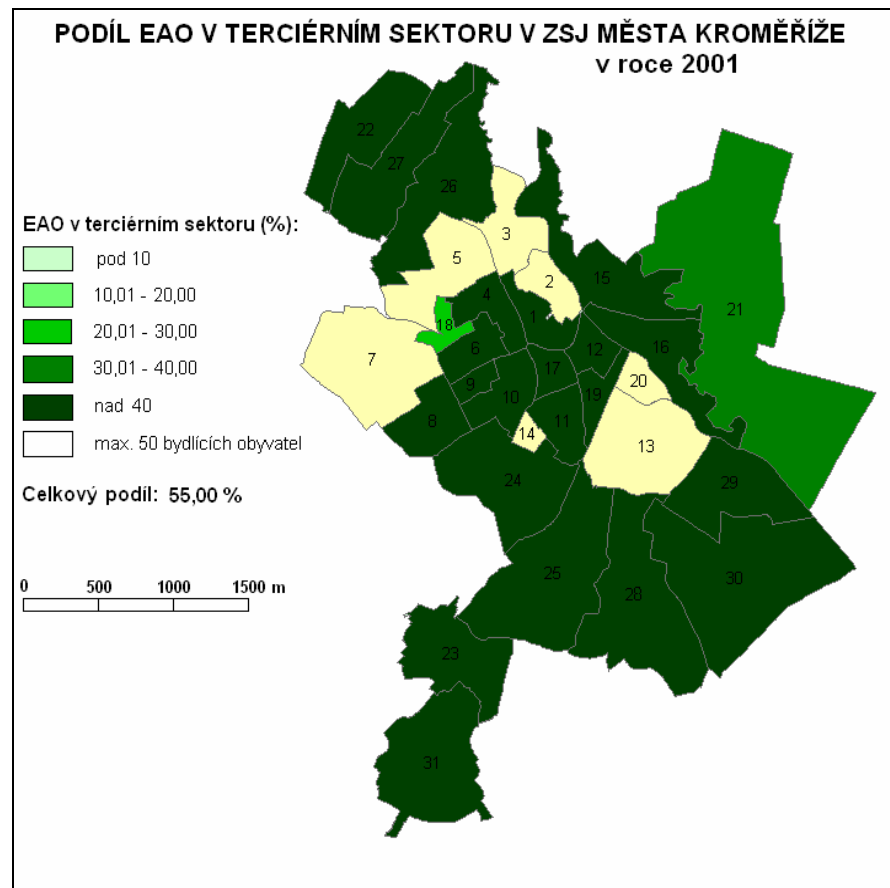 PODÍL EAO V TERCIÉRNÍM SEKTORU V ZSJ MĚSTA KROMĚŘÍŽE
v roce 2001
22
27
26
3
5
2
15
21
4
1
18
16
7
6
12
17
20
9
10
19
8
11
14
13
24
29
25
30
28
23
31
EAO v terciérním sektoru (%):
pod 10
10,01 - 20,00
20,01 - 30,00
30,01 - 40,00
nad 40
max. 50 bydlících obyvatel
Celkový podíl: 55,00 %
0 500 1000 1500 m